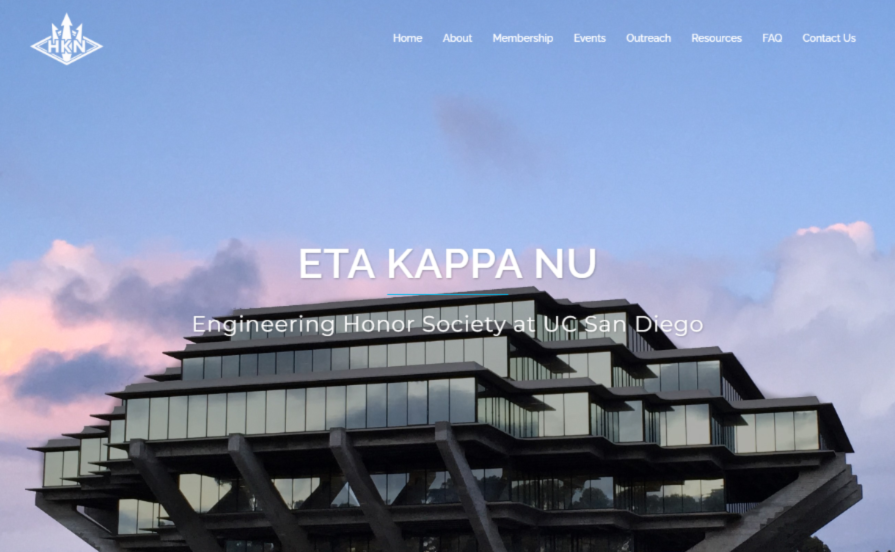 HKN
Home About Membership Events Outreach Resources FAQ Contact Us
ETA KAPPA NU
Engineering Honor Society at UC San Diego